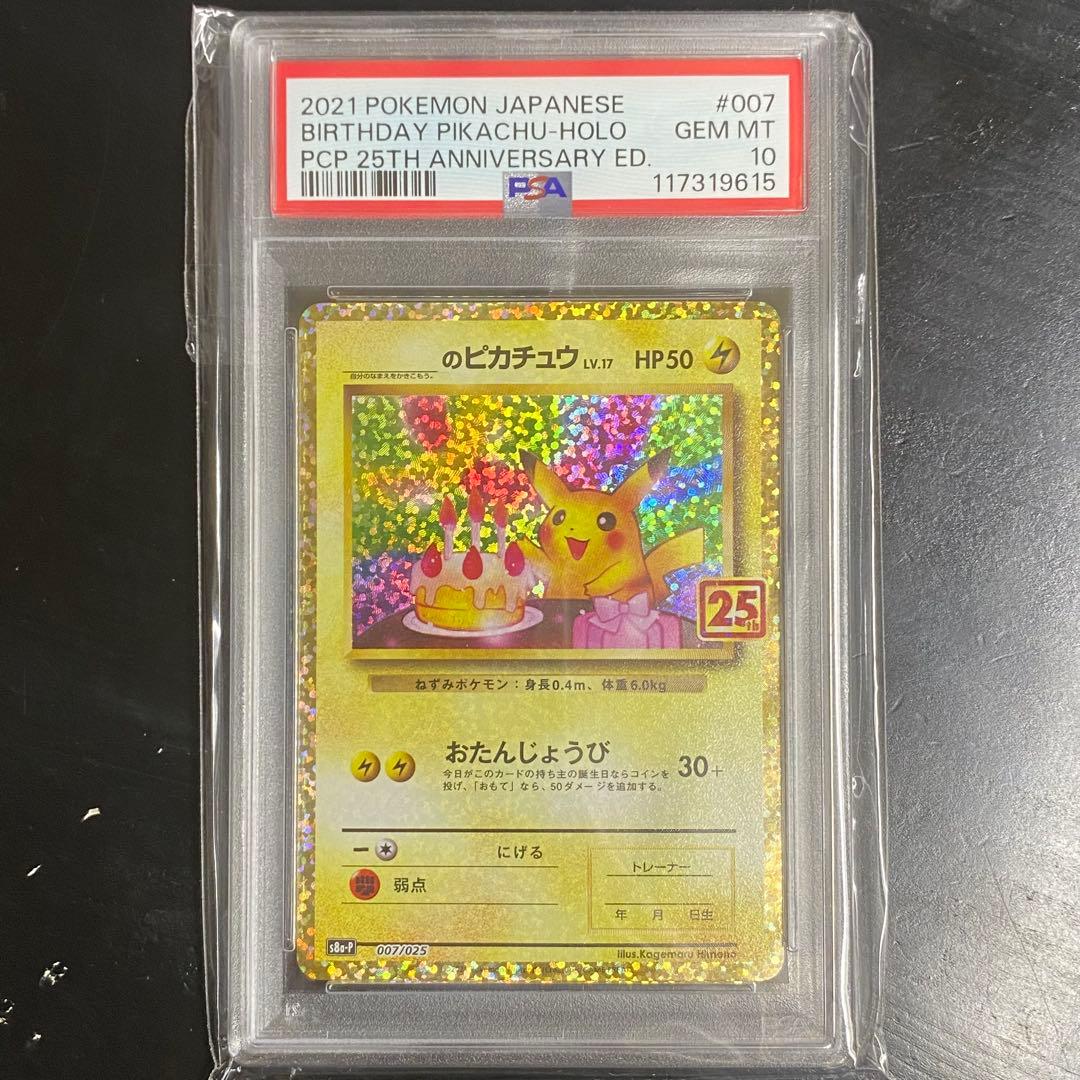 2021 POKEMON JAPANESE #007
BIRTHDAY PIKACHU-HOLO GEM MT
PCP 25TH ANNIVERSARY ED. 10
PSA 117319615
のピカチュウ LV.17 HP50
自分のなまえをかきこもう。
25th
ねずみポケモン：身長0.4m、体重6.0kg
おたんじょうび 30+
今日がこのカードの持ち主の誕生日ならコインを
投げ、「おもて」なら、50ダメージを追加する。
にげる
弱点
トレーナー
年 月 日生
s8a-P 007/025
Illus.Kagemaru Himeno